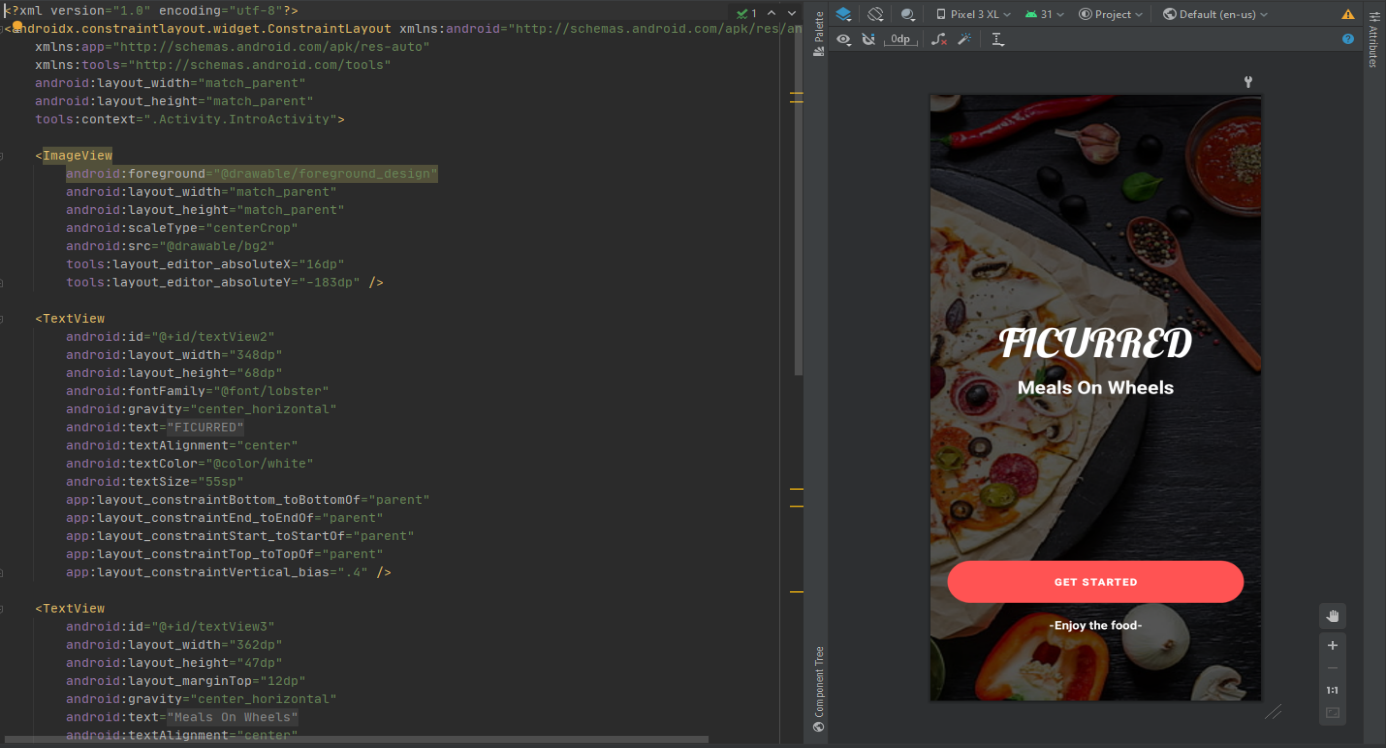 <?xml version="1.0" encoding="utf-8"?>
<androidx.constraintlayout.widget.ConstraintLayout xmlns:android="http://schemas.android.com/apk/res/an
    xmlns:app="http://schemas.android.com/apk/res-auto"
    xmlns:tools="http://schemas.android.com/tools"
    android:layout_width="match_parent"
    android:layout_height="match_parent"
    tools:context=".Activity.IntroActivity">

    <ImageView
        android:foreground="@drawable/foreground_design"
        android:layout_width="match_parent"
        android:layout_height="match_parent"
        android:scaleType="centerCrop"
        android:src="@drawable/bg2"
        tools:layout_editor_absoluteX="16dp"
        tools:layout_editor_absoluteY="-183dp" />

    <TextView
        android:id="@+id/textView2"
        android:layout_width="348dp"
        android:layout_height="68dp"
        android:fontFamily="@font/lobster"
        android:gravity="center_horizontal"
        android:text="FICURRED"
        android:textAlignment="center"
        android:textColor="@color/white"
        android:textSize="55sp"
        app:layout_constraintBottom_toBottomOf="parent"
        app:layout_constraintEnd_toEndOf="parent"
        app:layout_constraintStart_toStartOf="parent"
        app:layout_constraintTop_toTopOf="parent"
        app:layout_constraintVertical_bias=".4" />

    <TextView
        android:id="@+id/textView3"
        android:layout_width="362dp"
        android:layout_height="47dp"
        android:layout_marginTop="12dp"
        android:gravity="center_horizontal"
        android:text="Meals On Wheels"
        android:textAlignment="center"
1
Palette
Component Tree
Pixel 3 XL
31
Project
Default (en-us)
0dp
FICURRED
Meals On Wheels
GET STARTED
-Enjoy the food-
1:1
Attributes